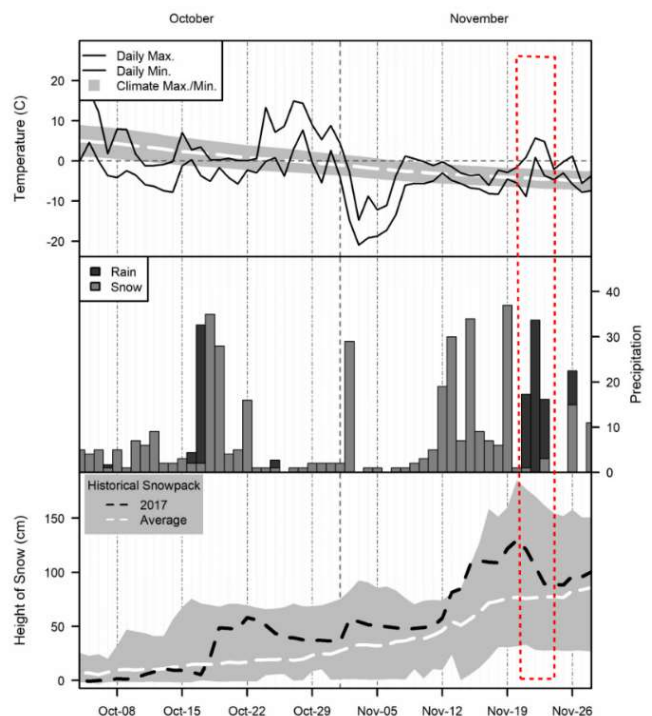 October November
Daily Max.
Daily Min.
Climate Max./Min.
Temperature (C)
20
10
0
-10
-20
Rain
Snow
Precipitation
40
30
20
10
0
Historical Snowpack
2017
Average
Height of Snow (cm)
150
100
50
0
Oct-08 Oct-15 Oct-22 Oct-29 Nov-05 Nov-12 Nov-19 Nov-26